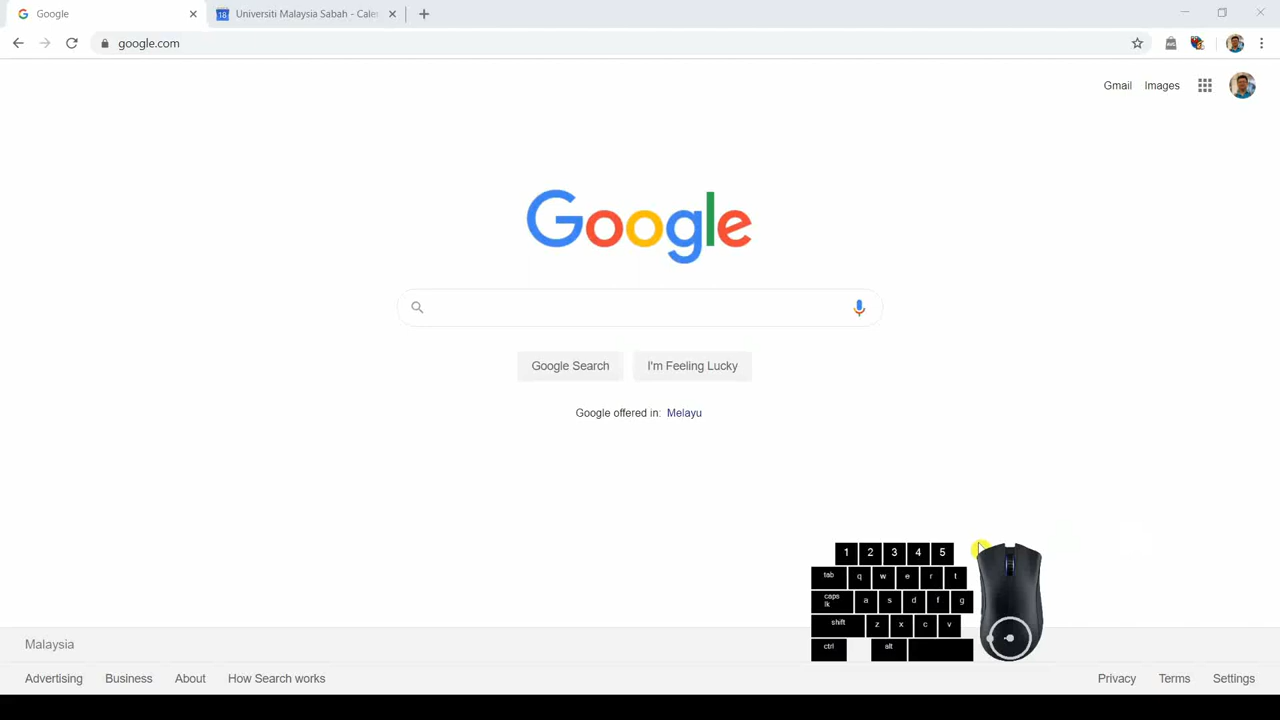 Google
18 Universiti Malaysia Sabah - Caler
google.com
Gmail Images
Google
Google Search I'm Feeling Lucky
Google offered in: Melayu
1 2 3 4 5
tab q w e r t
caps lk a s d f g
shift z x c v
ctrl alt
Malaysia
Advertising Business About How Search works Privacy Terms Settings